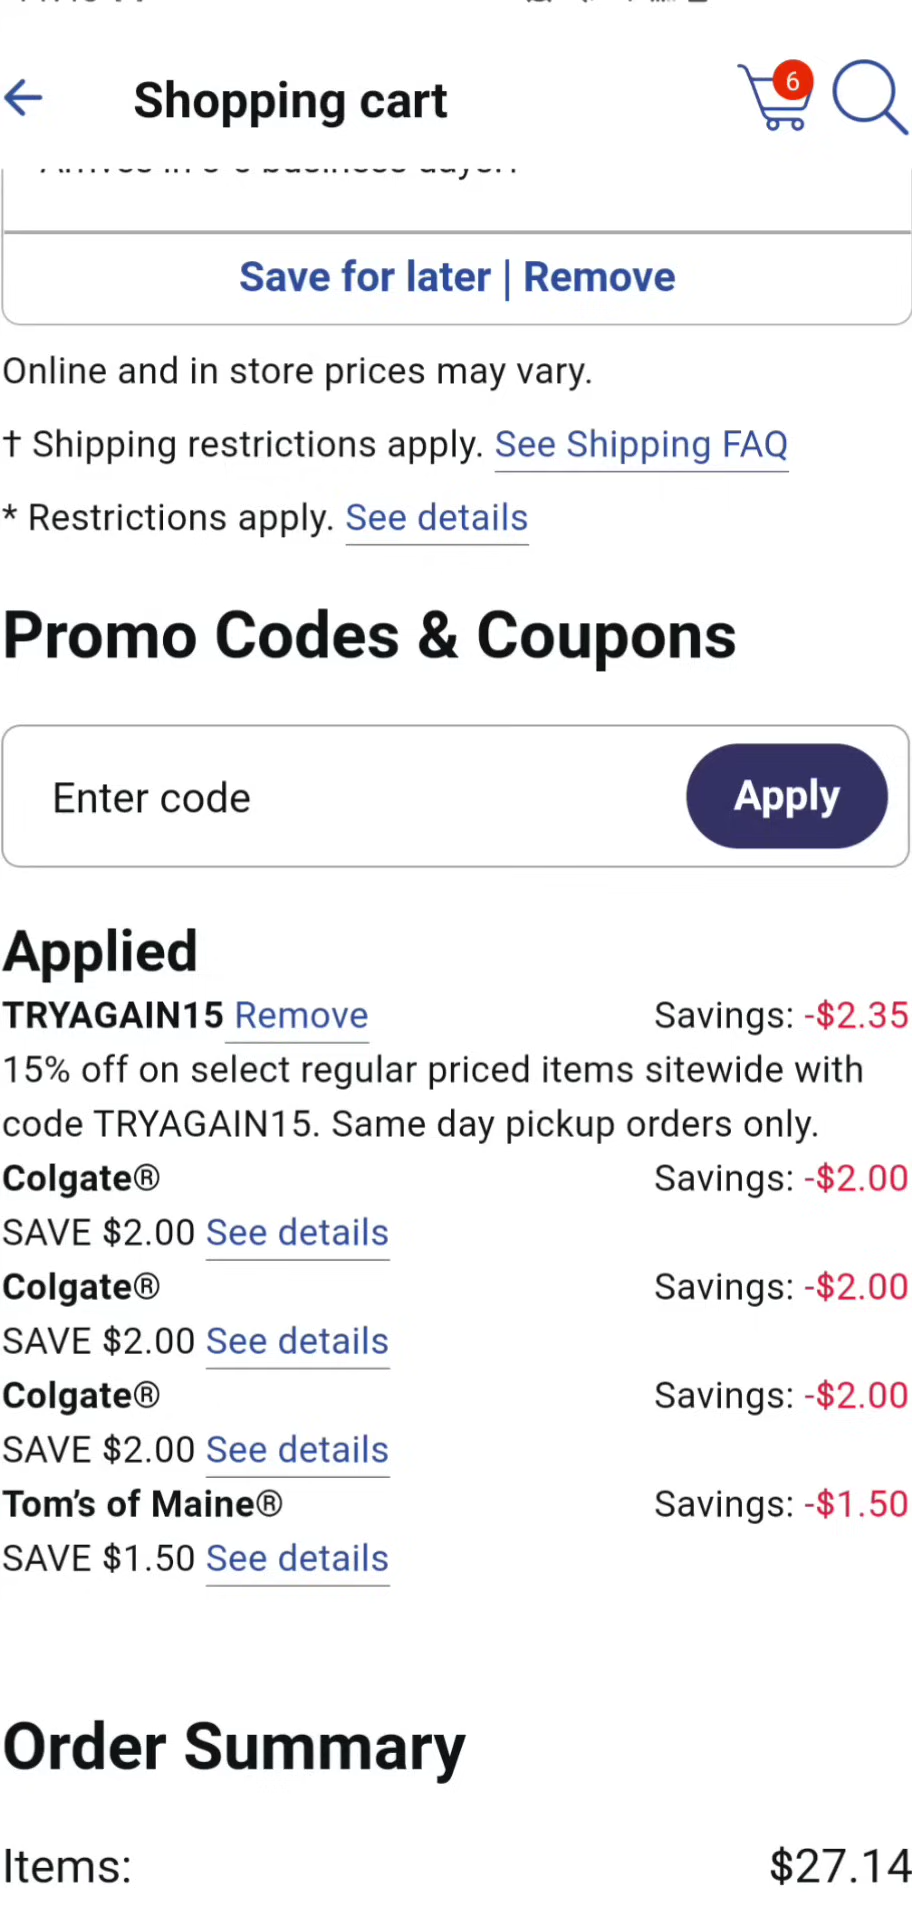 Shopping cart
6
Save for later | Remove
Online and in store prices may vary.
† Shipping restrictions apply. See Shipping FAQ
* Restrictions apply. See details
Promo Codes & Coupons
Enter code
Apply
Applied
TRYAGAIN15 Remove Savings: -$2.35
15% off on select regular priced items sitewide with
code TRYAGAIN15. Same day pickup orders only.
Colgate® Savings: -$2.00
SAVE $2.00 See details
Colgate® Savings: -$2.00
SAVE $2.00 See details
Colgate® Savings: -$2.00
SAVE $2.00 See details
Tom’s of Maine® Savings: -$1.50
SAVE $1.50 See details
Order Summary
Items: $27.14